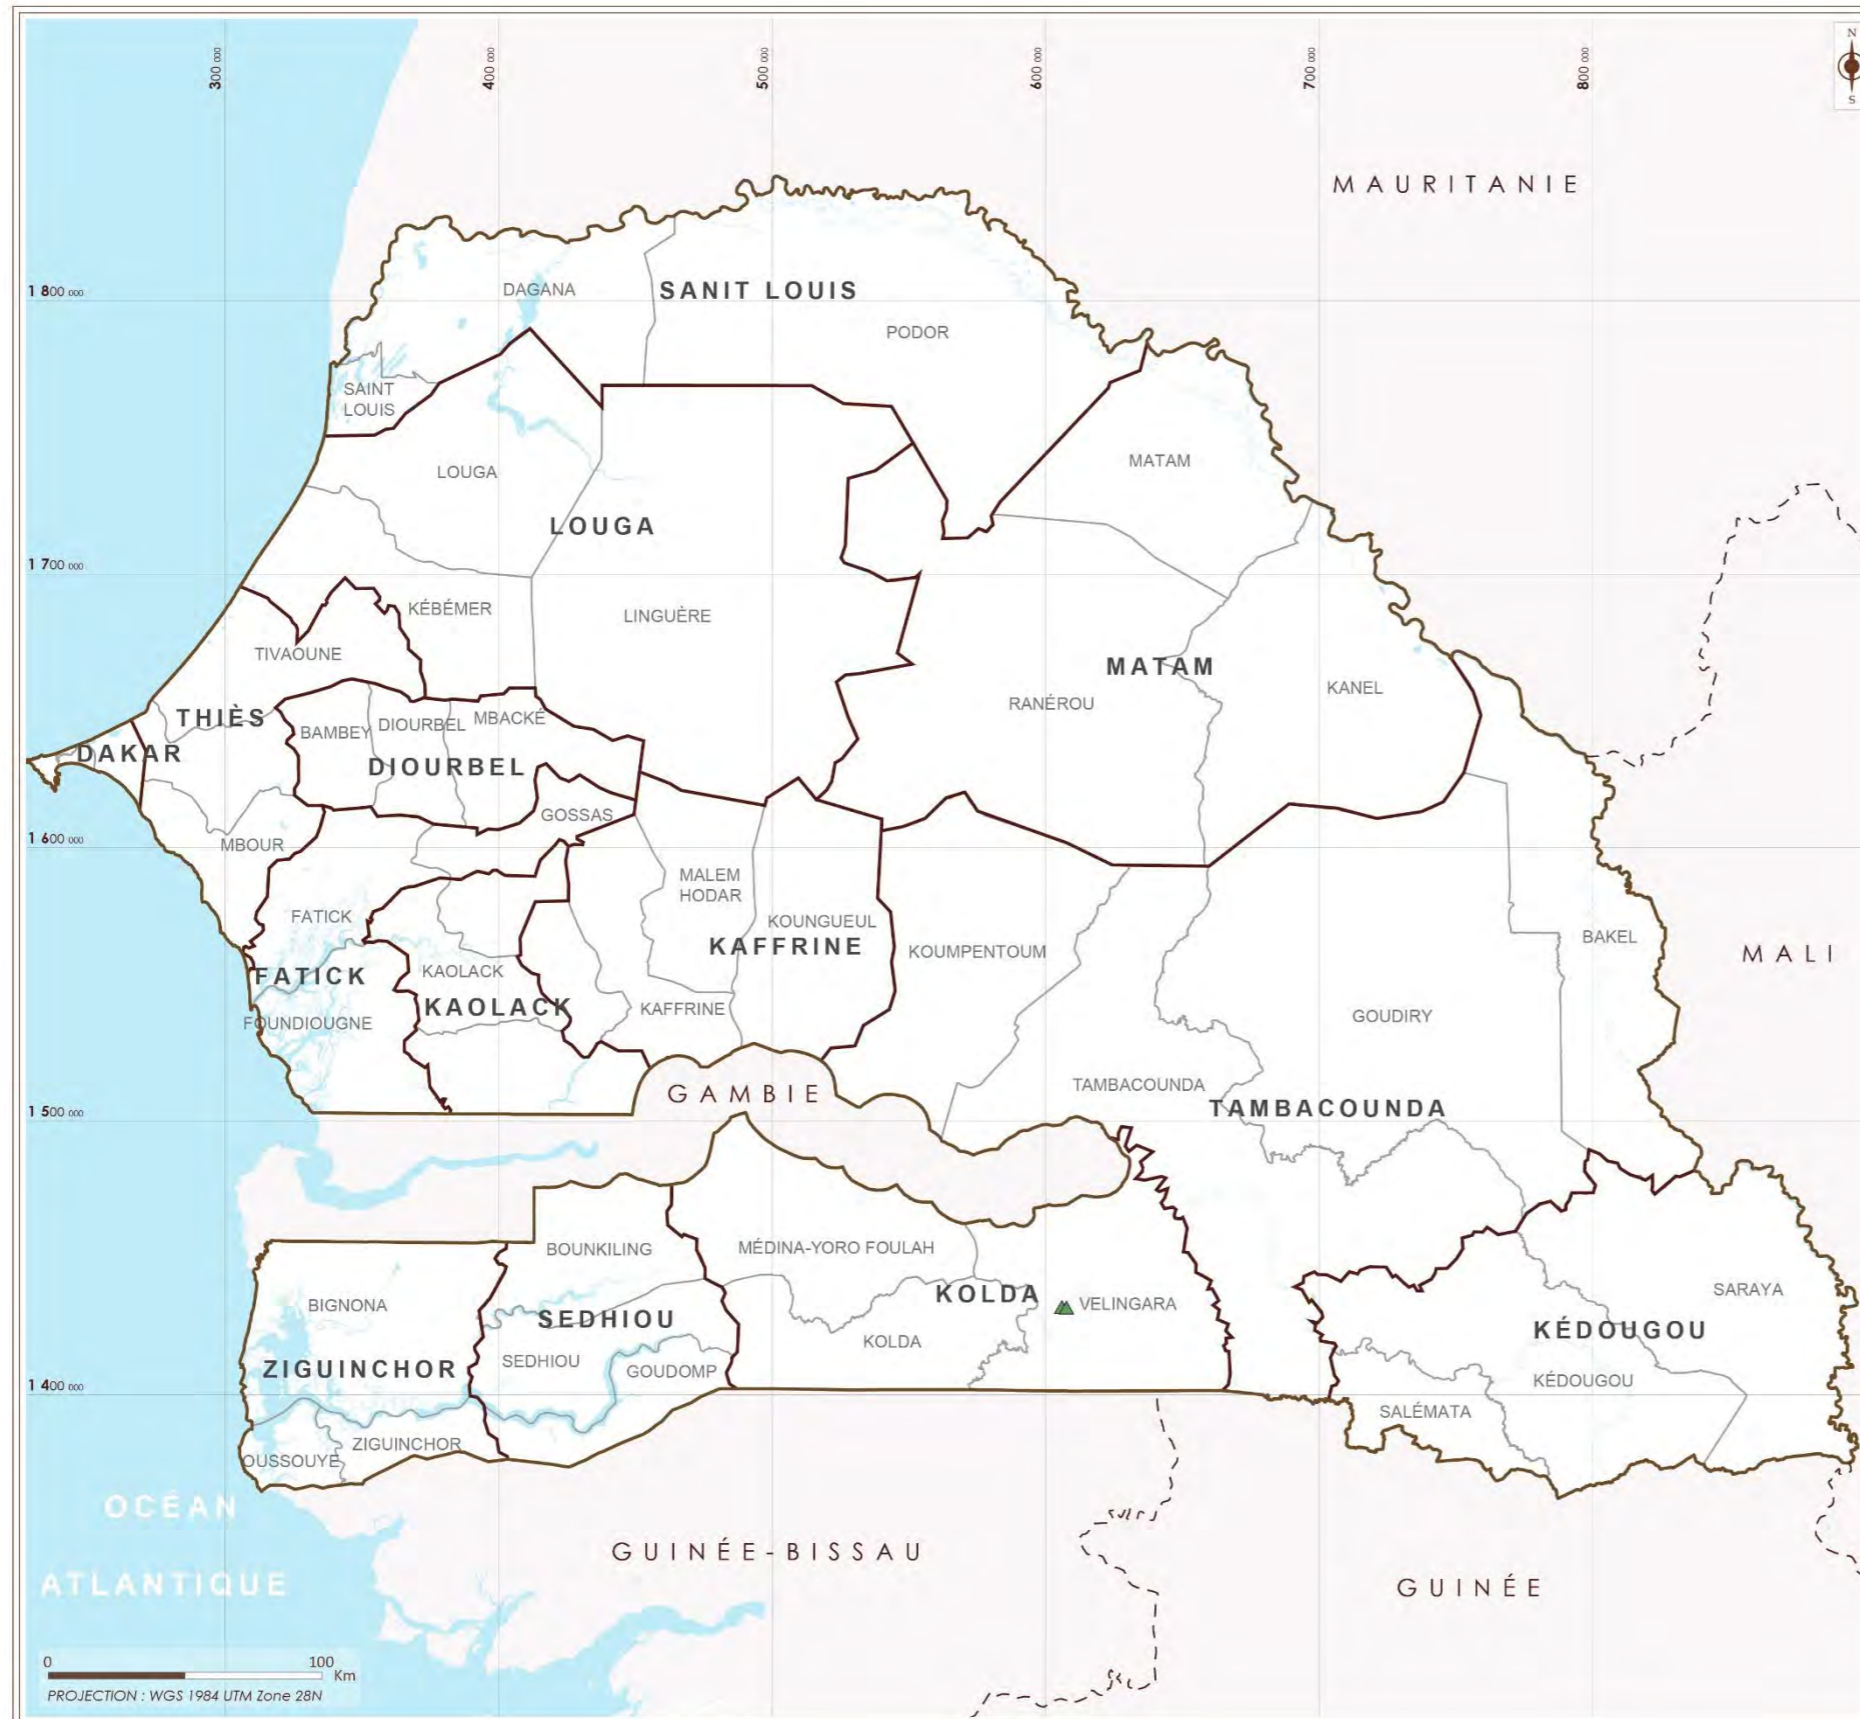 N
S
300 000
400 000
500 000
600 000
700 000
800 000
MAURITANIE
1 800 000
DAGANA
SANIT LOUIS
PODOR
SAINT
LOUIS
MATAM
LOUGA
LOUGA
1 700 000
KÉBÉMER
LINGUÈRE
TIVAOUNE
MATAM
KANEL
RANÉROU
THIÈS
BAMBEY
DIOURBEL
MBACKÉ
DAKAR
DIOURBEL
GOSSAS
1 600 000
MBOUR
MALEM
HODAR
FATICK
KOUNGUEUL
KAFFRINE
KOUMPENTOUM
BAKEL
MALI
FATICK
KAOLACK
KAOLACK
KAFFRINE
FOUNDIOUGNE
GOUDIRY
GAMBIE
TAMBACOUNDA
TAMBACOUNDA
1 500 000
BOUNKILING
MÉDINA-YORO FOULAH
KOLDA
VELINGARA
SARAYA
BIGNONA
SEDHIOU
KOLDA
KÉDOUGOU
SEDHIOU
GOUDOMP
ZIGUINCHOR
KÉDOUGOU
1 400 000
SALÉMATA
ZIGUINCHOR
OUSSOUYE
OCÉAN
ATLANTIQUE
GUINÉE-BISSAU
GUINÉE
0 100
Km
PROJECTION : WGS 1984 UTM Zone 28N